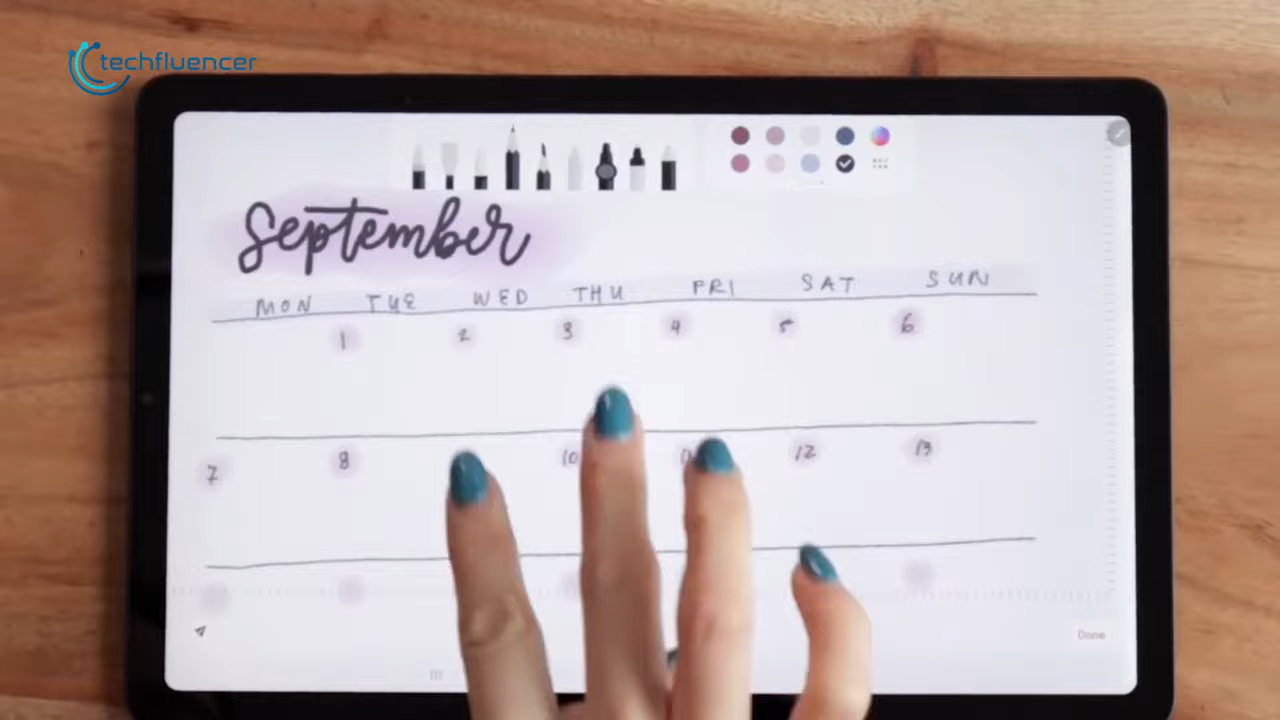 techfluencer
September
MON TUE WED THU FRI SAT SUN
1 2 3 4 5 6
7 8 10 12 13
Done